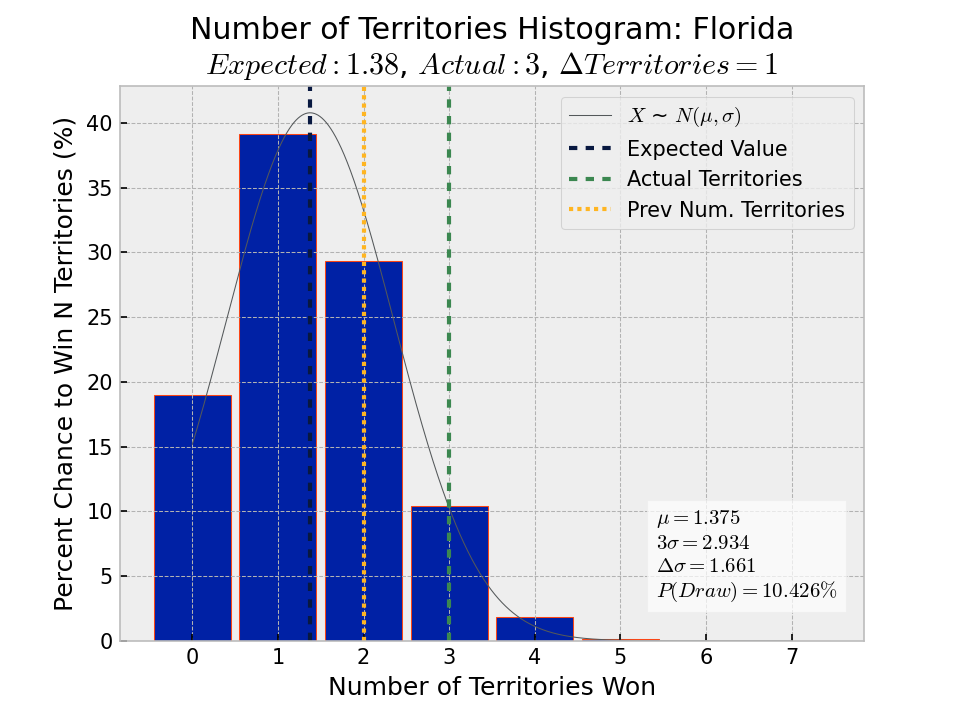 Number of Territories Histogram: Florida
Expected : 1.38, Actual : 3, ΔTerritories = 1
X ∼ N(μ, σ)
Expected Value
Actual Territories
Prev Num. Territories
Percent Chance to Win N Territories (%)
40
35
30
25
20
15
10
5
0
μ = 1.375
3σ = 2.934
Δσ = 1.661
P(Draw) = 10.426%
0 1 2 3 4 5 6 7
Number of Territories Won